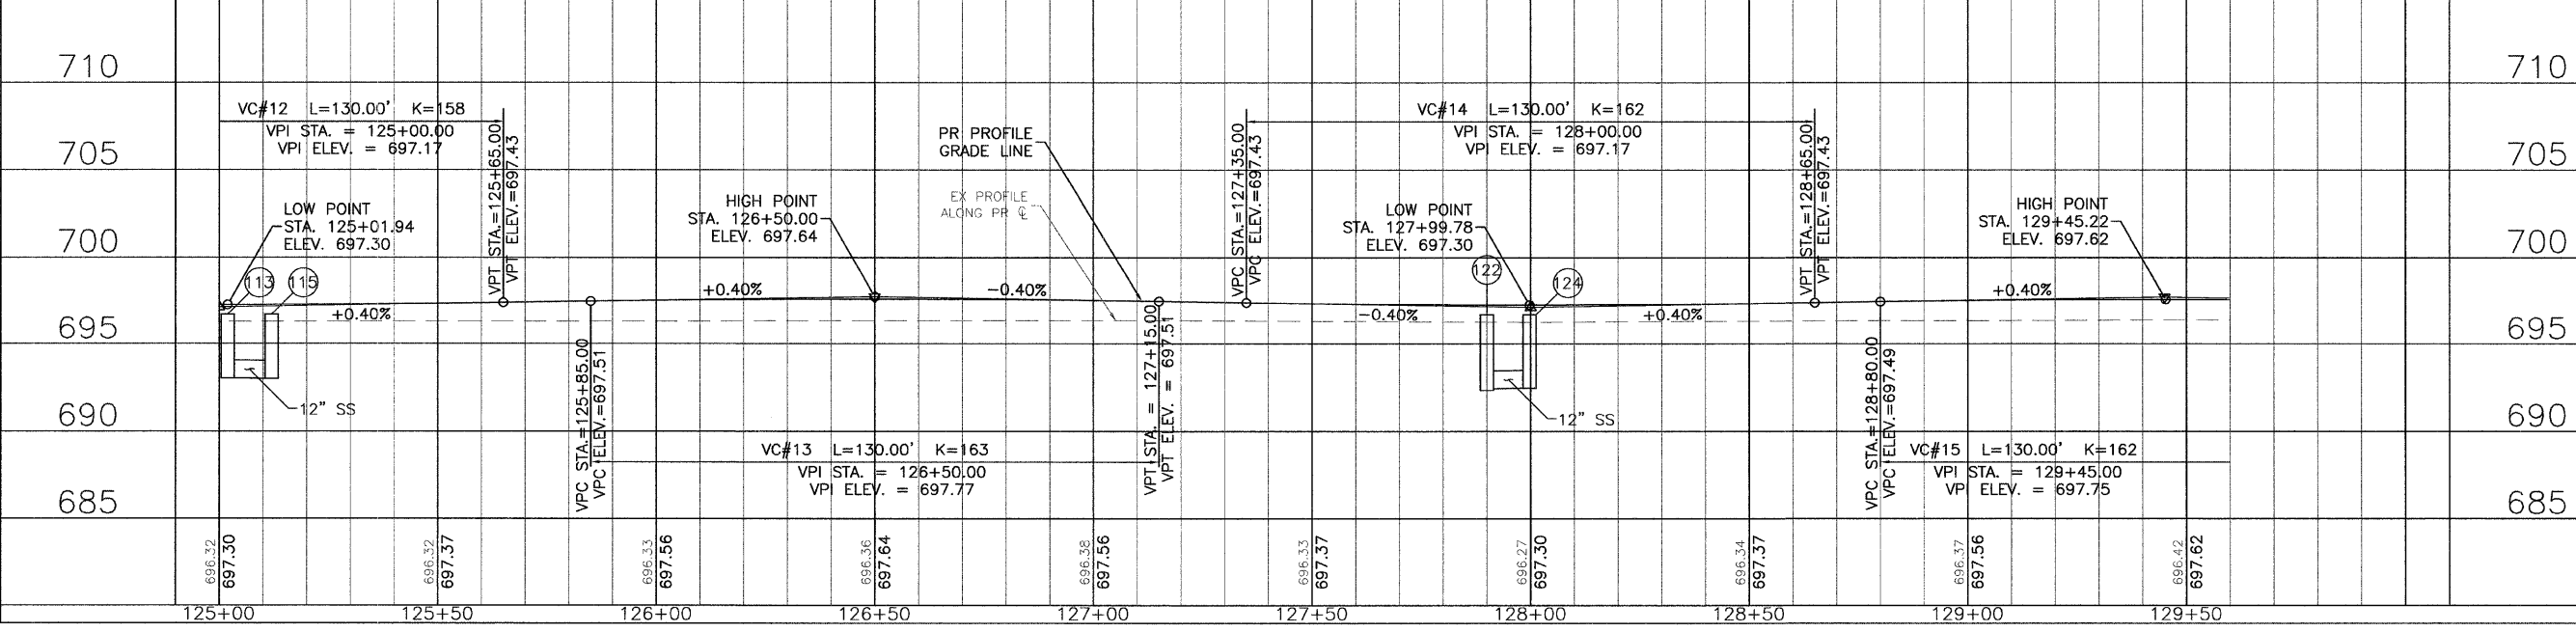 710
710
705
705
700
700
695
695
690
690
685
685
VC#12 L=130.00' K=158
VPI STA. = 125+00.00
VPI ELEV. = 697.17
LOW POINT
STA. 125+01.94
ELEV. 697.30
113
115
+0.40%
12" SS
VPT STA.=125+65.00
VPT ELEV.=697.43
VPC STA.=125+85.00
VPC ELEV.=697.51
HIGH POINT
STA. 126+50.00
ELEV. 697.64
+0.40%
-0.40%
VC#13 L=130.00' K=163
VPI STA. = 126+50.00
VPI ELEV. = 697.77
PR PROFILE
GRADE LINE
EX PROFILE
ALONG PR ℄
VPT STA. = 127+15.00
VPT ELEV. = 697.51
VPC STA.=127+35.00
VPC ELEV.=697.43
VC#14 L=130.00' K=162
VPI STA. = 128+00.00
VPI ELEV. = 697.17
LOW POINT
STA. 127+99.78
ELEV. 697.30
122
124
-0.40%
+0.40%
12" SS
VPT STA.=128+65.00
VPT ELEV.=697.43
VPC STA.=128+80.00
VPC ELEV.=697.49
HIGH POINT
STA. 129+45.22
ELEV. 697.62
+0.40%
VC#15 L=130.00' K=162
VPI STA. = 129+45.00
VPI ELEV. = 697.75
696.32
697.30
696.32
697.37
696.33
697.56
696.36
697.64
696.38
697.56
696.33
697.37
696.27
697.30
696.34
697.37
696.37
697.56
696.42
697.62
125+00
125+50
126+00
126+50
127+00
127+50
128+00
128+50
129+00
129+50